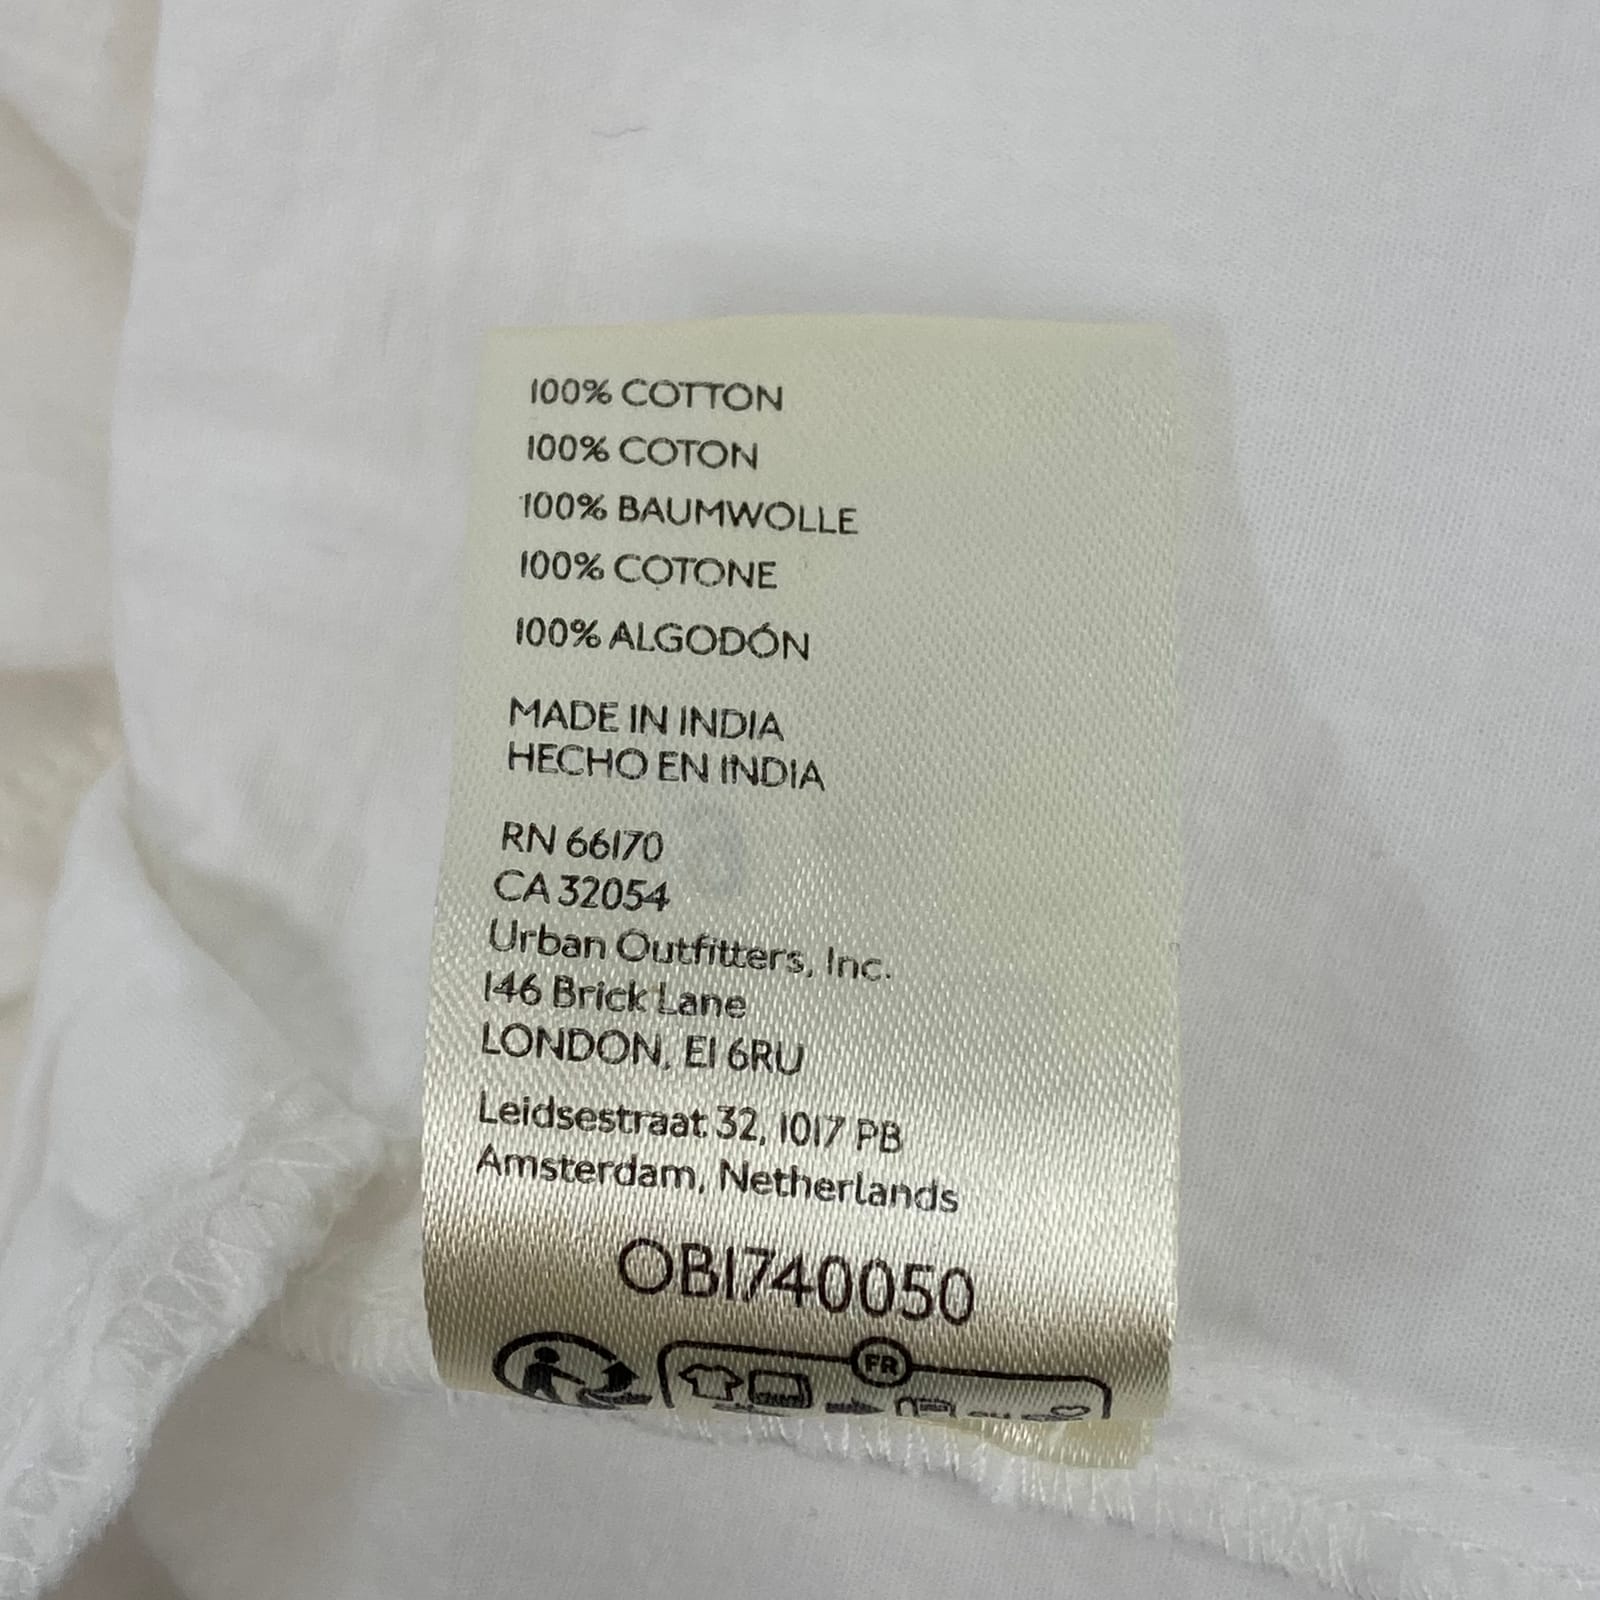 100% COTTON
100% COTON
100% BAUMWOLLE
100% COTONE
100% ALGODÓN
MADE IN INDIA
HECHO EN INDIA
RN 66170
CA 32054
Urban Outfitters, Inc.
146 Brick Lane
LONDON, E1 6RU
Leidsestraat 32, 1017 PB
Amsterdam, Netherlands
OB1740050
FR